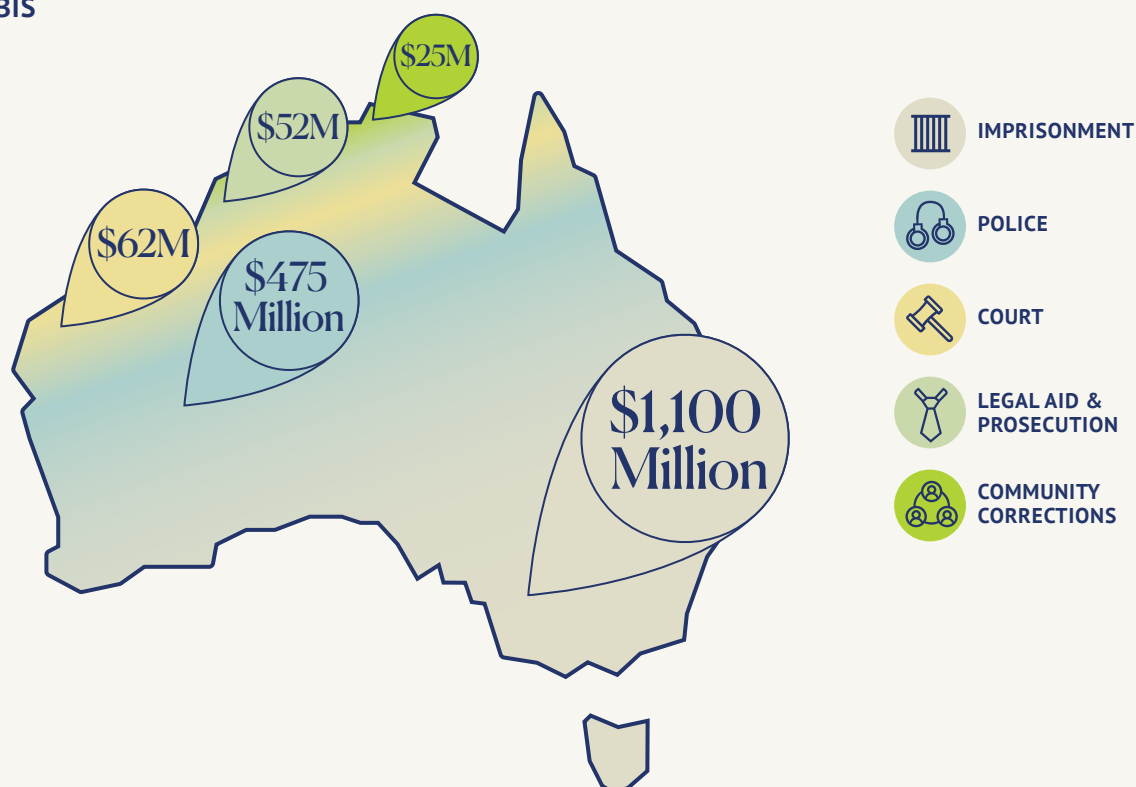 BIS
$25M
$52M
$62M
$475
Million
$1,100
Million
IMPRISONMENT
POLICE
COURT
LEGAL AID &
PROSECUTION
COMMUNITY
CORRECTIONS